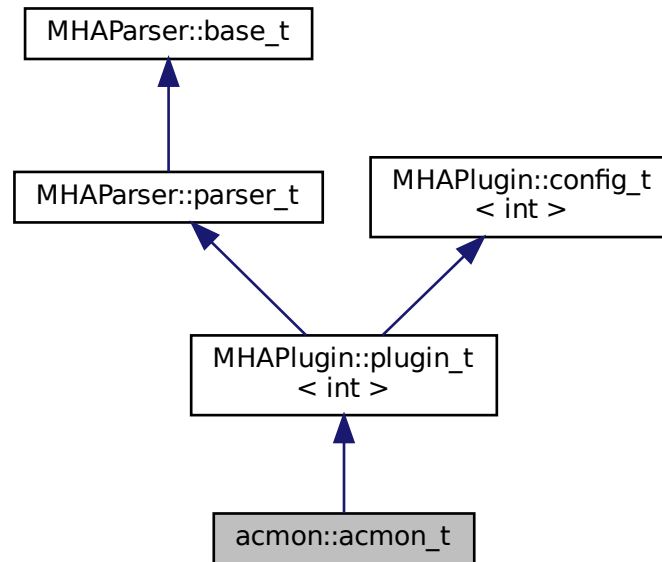 MHAParser::base_t
MHAParser::parser_t
MHAPlugin::config_t
< int >
MHAPlugin::plugin_t
< int >
acmon::acmon_t